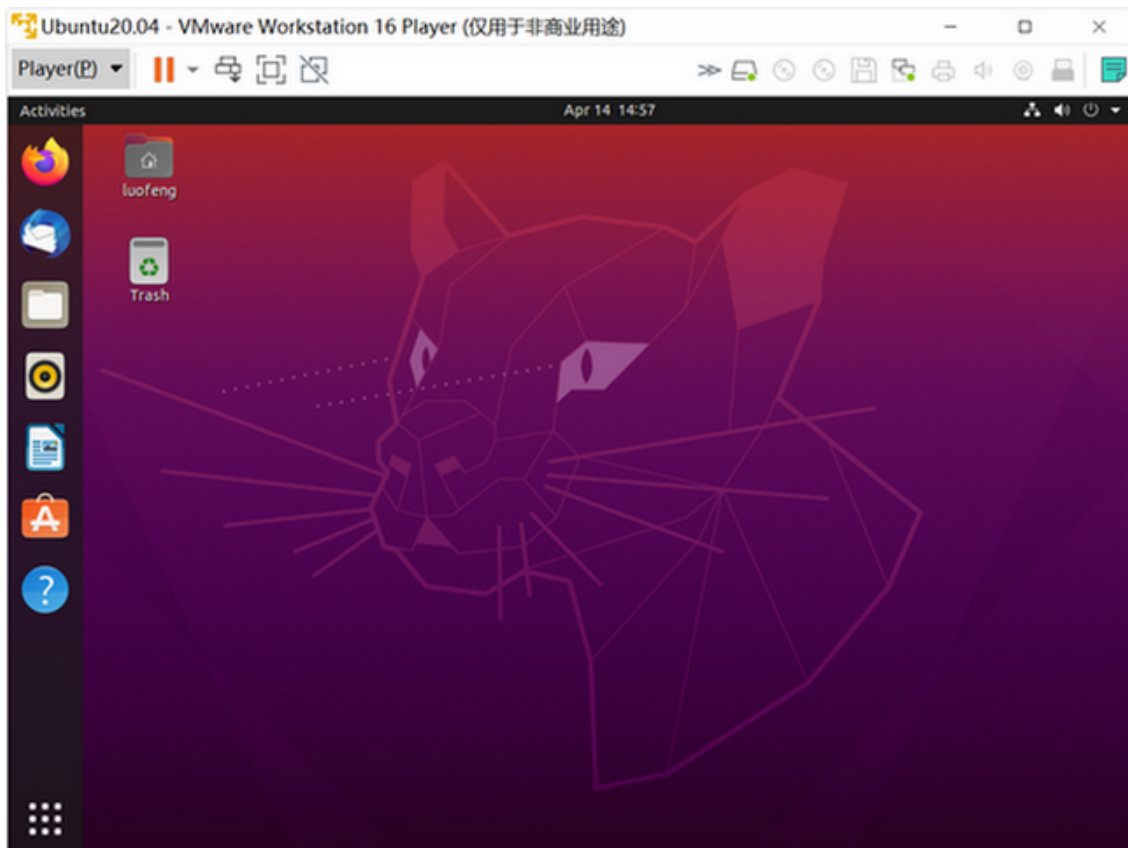 Ubuntu20.04 - VMware Workstation 16 Player (仅用于非商业用途)
Player(P)
Activities
Apr 14 14:57
luofeng
Trash